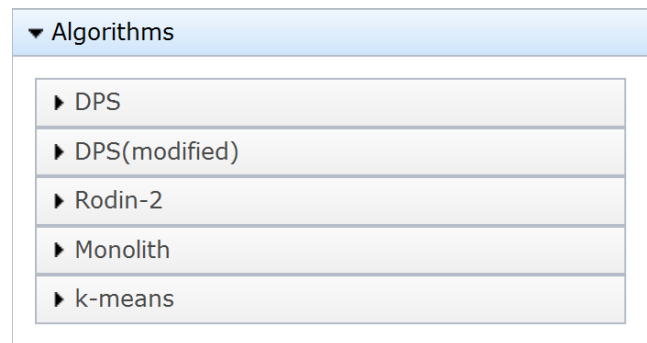 Algorithms
DPS
DPS(modified)
Rodin-2
Monolith
k-means